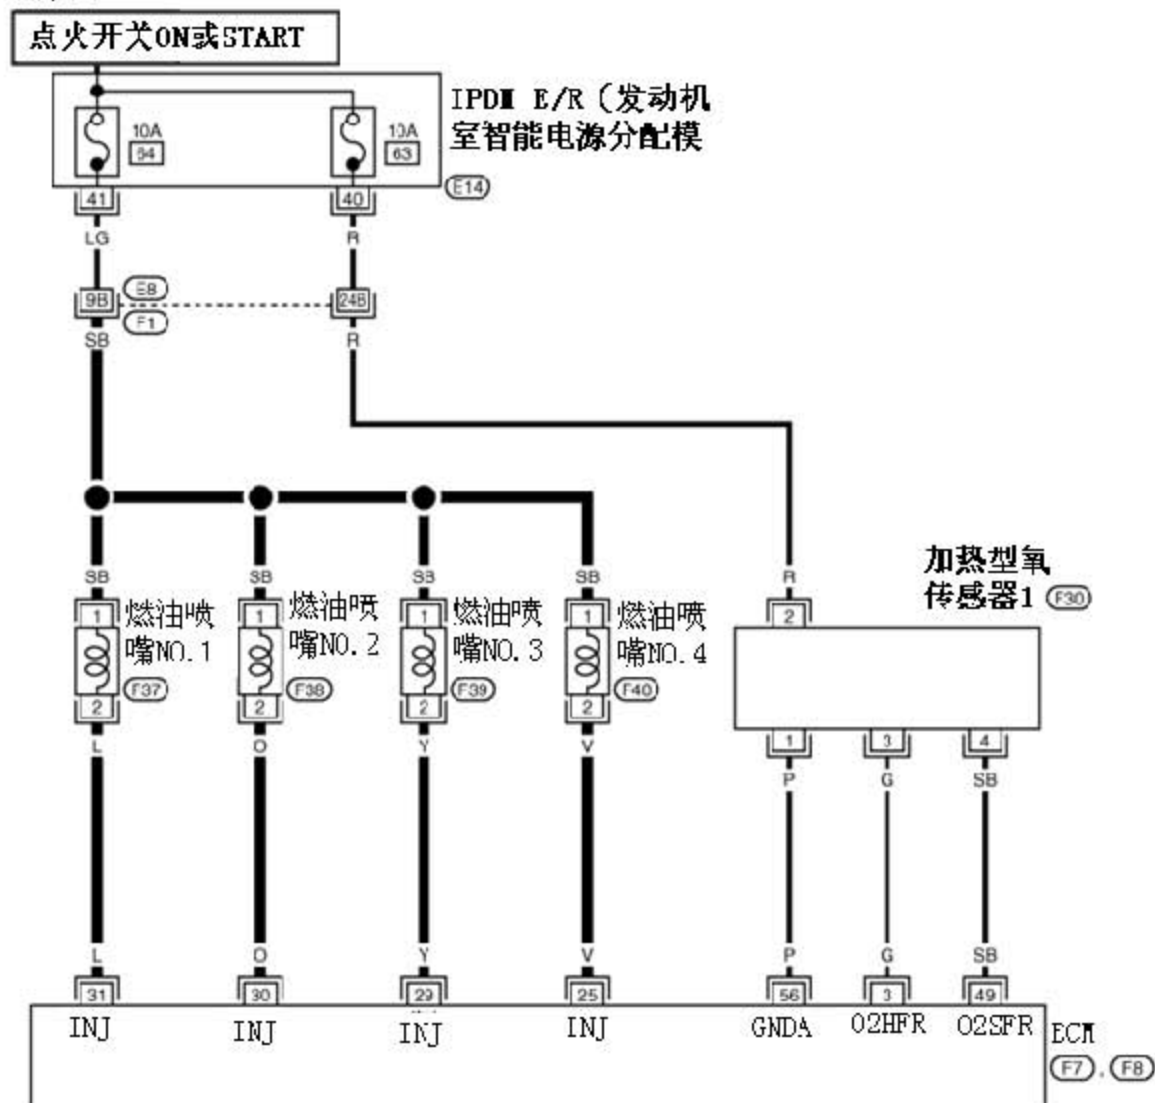 点火开关ON或START
IPDM E/R（发动机
室智能电源分配模
10A
64
10A
63
E14
41
40
LG
R
9B
E8
24B
F1
SB
R
SB
SB
SB
SB
R
加热型氧
传感器1
F30
1
燃油喷
嘴NO.1
F37
2
1
燃油喷
嘴NO.2
F38
2
1
燃油喷
嘴NO.3
F39
2
1
燃油喷
嘴NO.4
F40
2
2
1
3
4
L
O
Y
V
P
G
SB
L
O
Y
V
P
G
SB
31
30
29
25
56
3
49
INJ
INJ
INJ
INJ
GNDA
O2HFR
O2SFR
ECM
F7 , F8